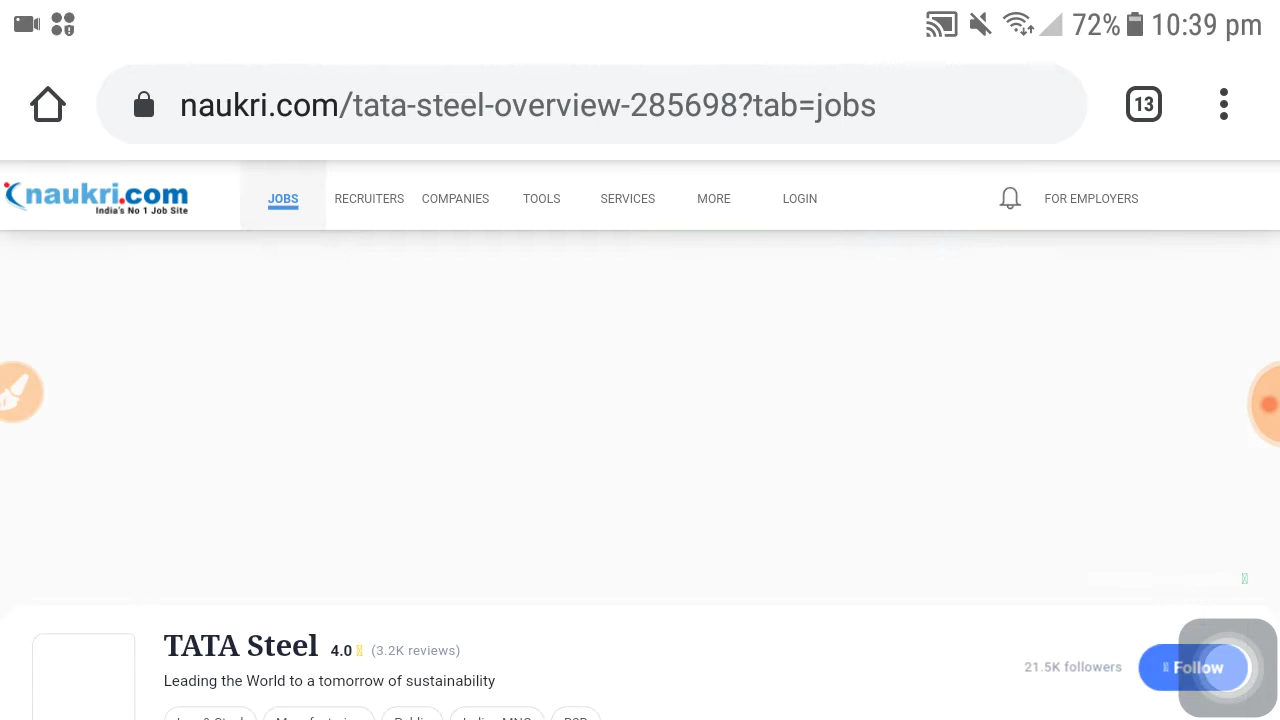 72% 10:39 pm
naukri.com/tata-steel-overview-285698?tab=jobs 13
naukri.com JOBS RECRUITERS COMPANIES TOOLS SERVICES MORE LOGIN FOR EMPLOYERS
India's No 1 Job Site
TATA Steel 4.0 (3.2K reviews)
21.5K followers Follow
Leading the World to a tomorrow of sustainability